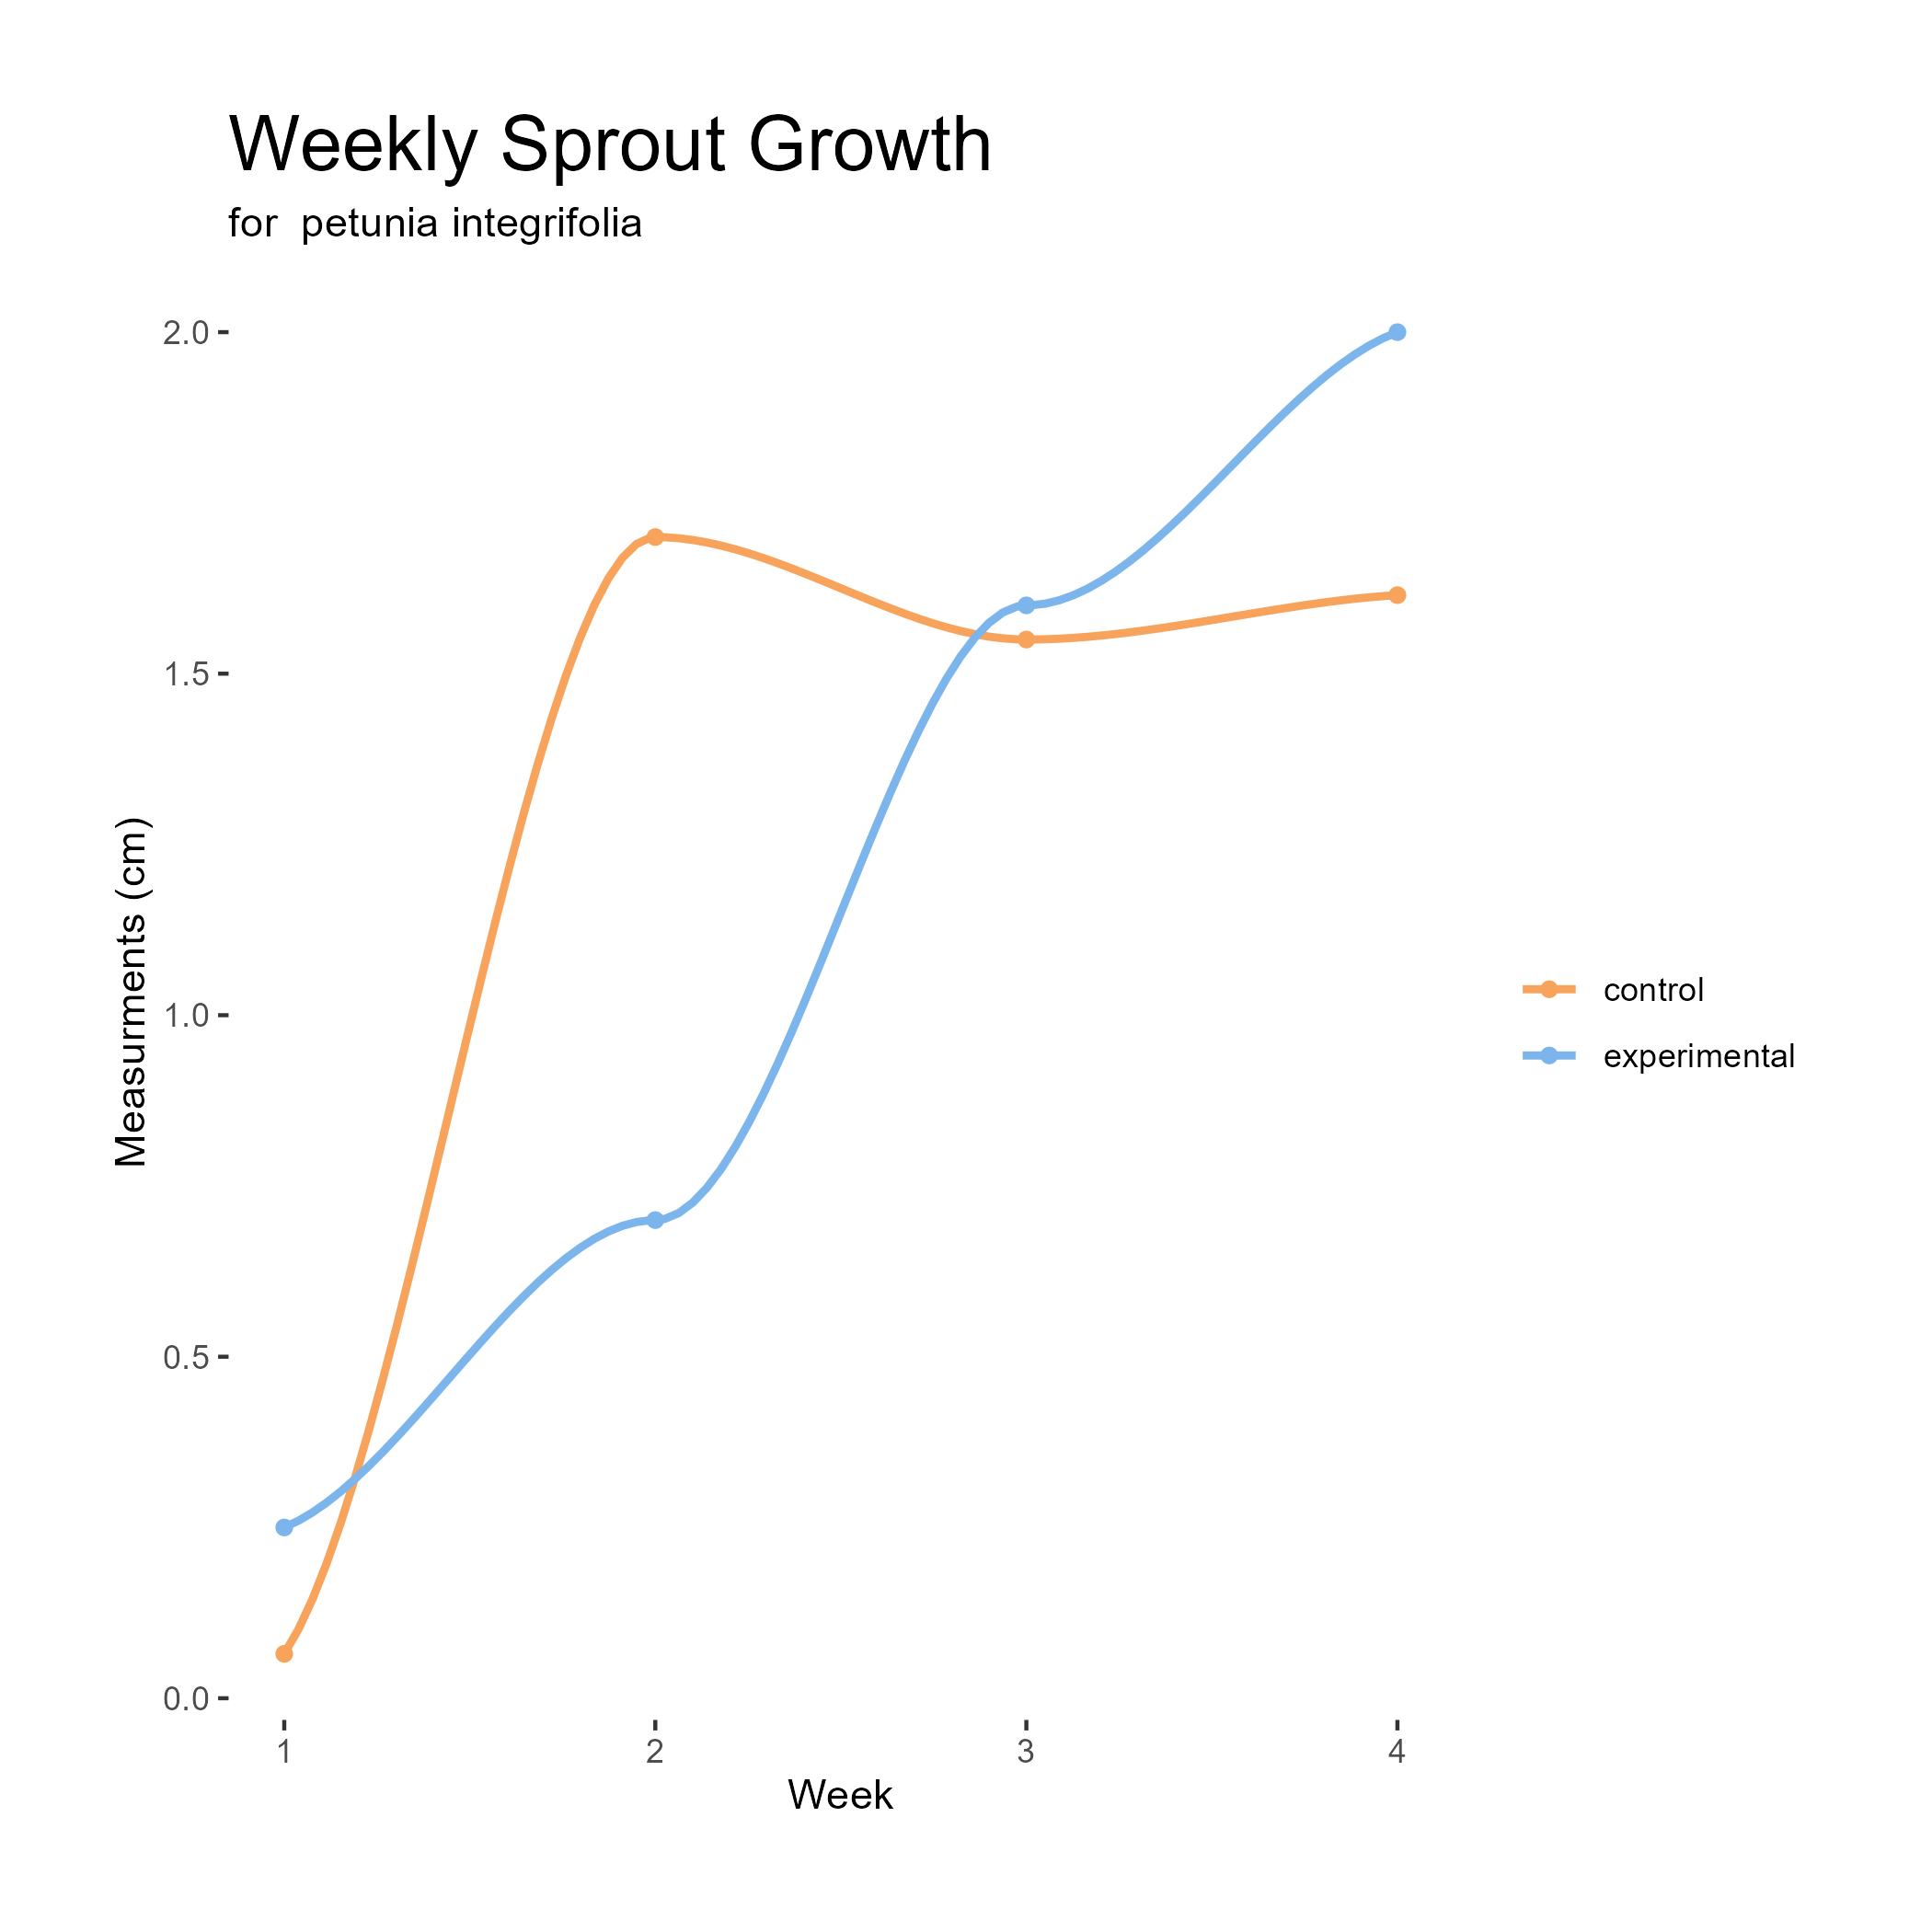 Weekly Sprout Growth
for  petunia integrifolia
Measurments (cm)
2.0
1.5
1.0
0.5
0.0
1 2 3 4
Week
control
experimental